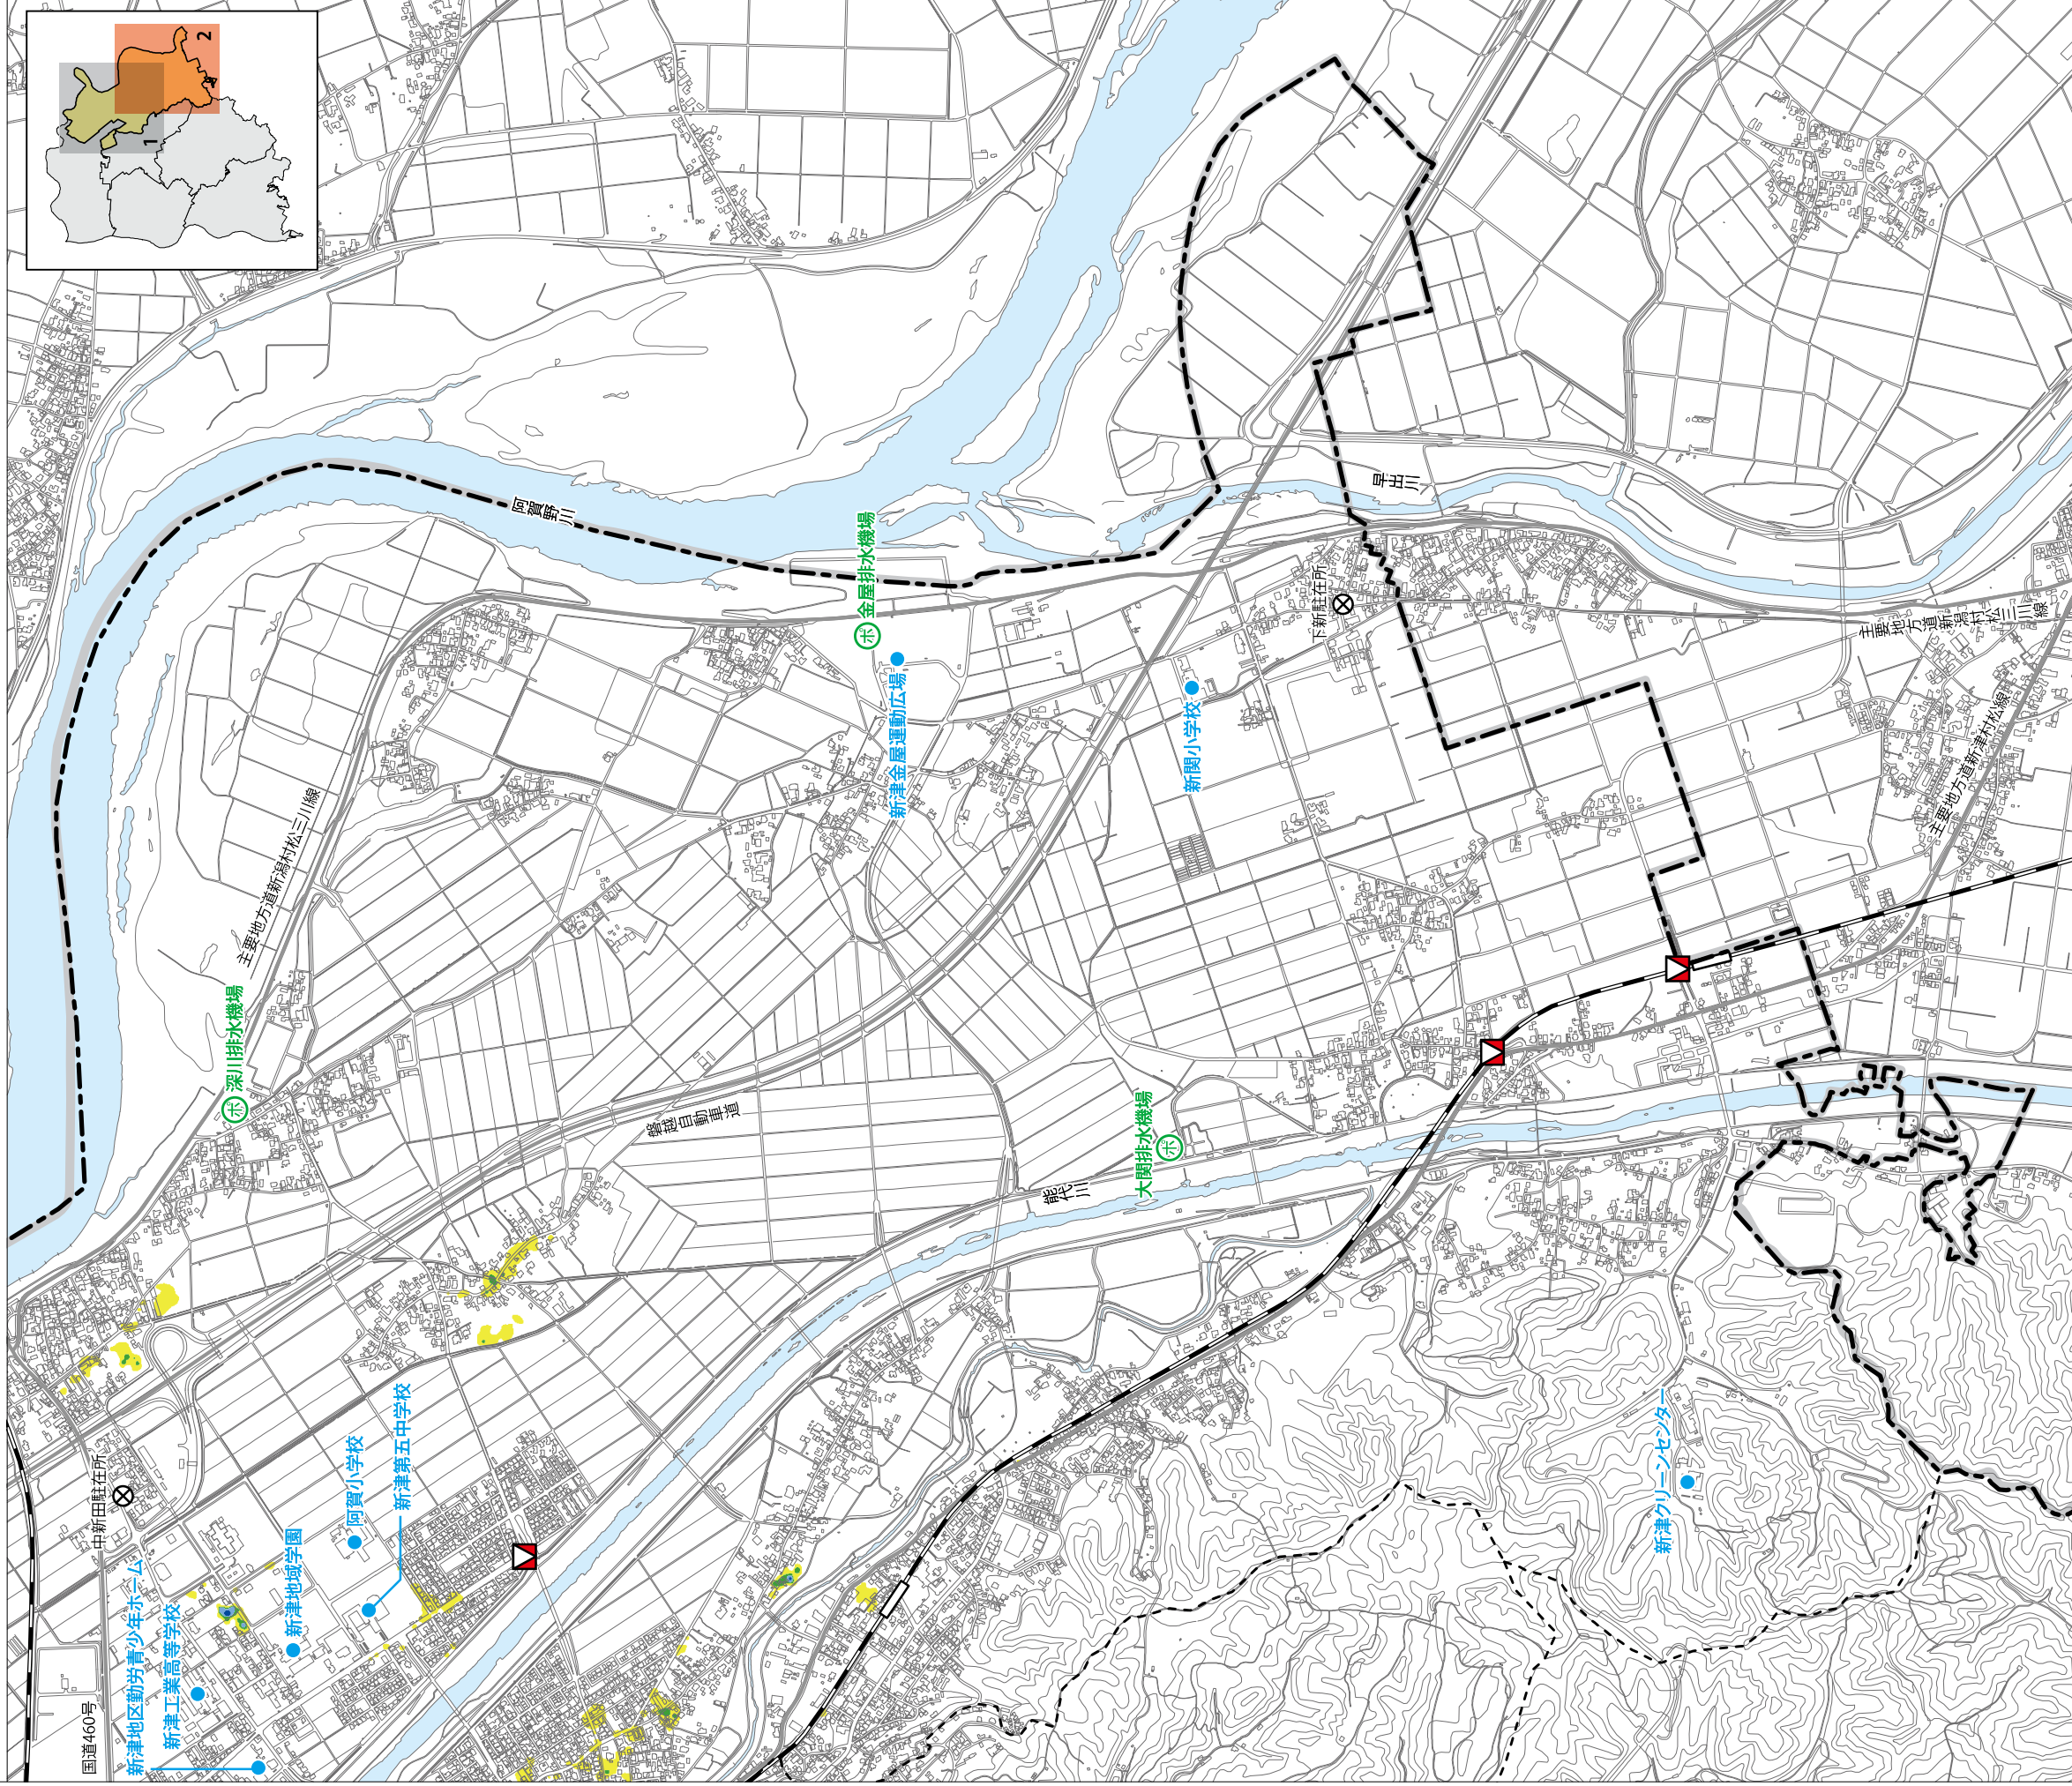 2
1
阿賀野川
金屋排水機場
ポ
早出川
下新駐在所
主要地方道新潟村松三川線
新津金屋運動広場
新関小学校
主要地方道新津村松線
主要地方道新潟村松三川線
深川排水機場
ポ
磐越自動車道
大関排水機場
ポ
能代川
中新田駐在所
阿賀小学校
新津第五中学校
新津地域学園
新津地区勤労青少年ホーム
新津工業高等学校
国道460号
新津クリーンセンター